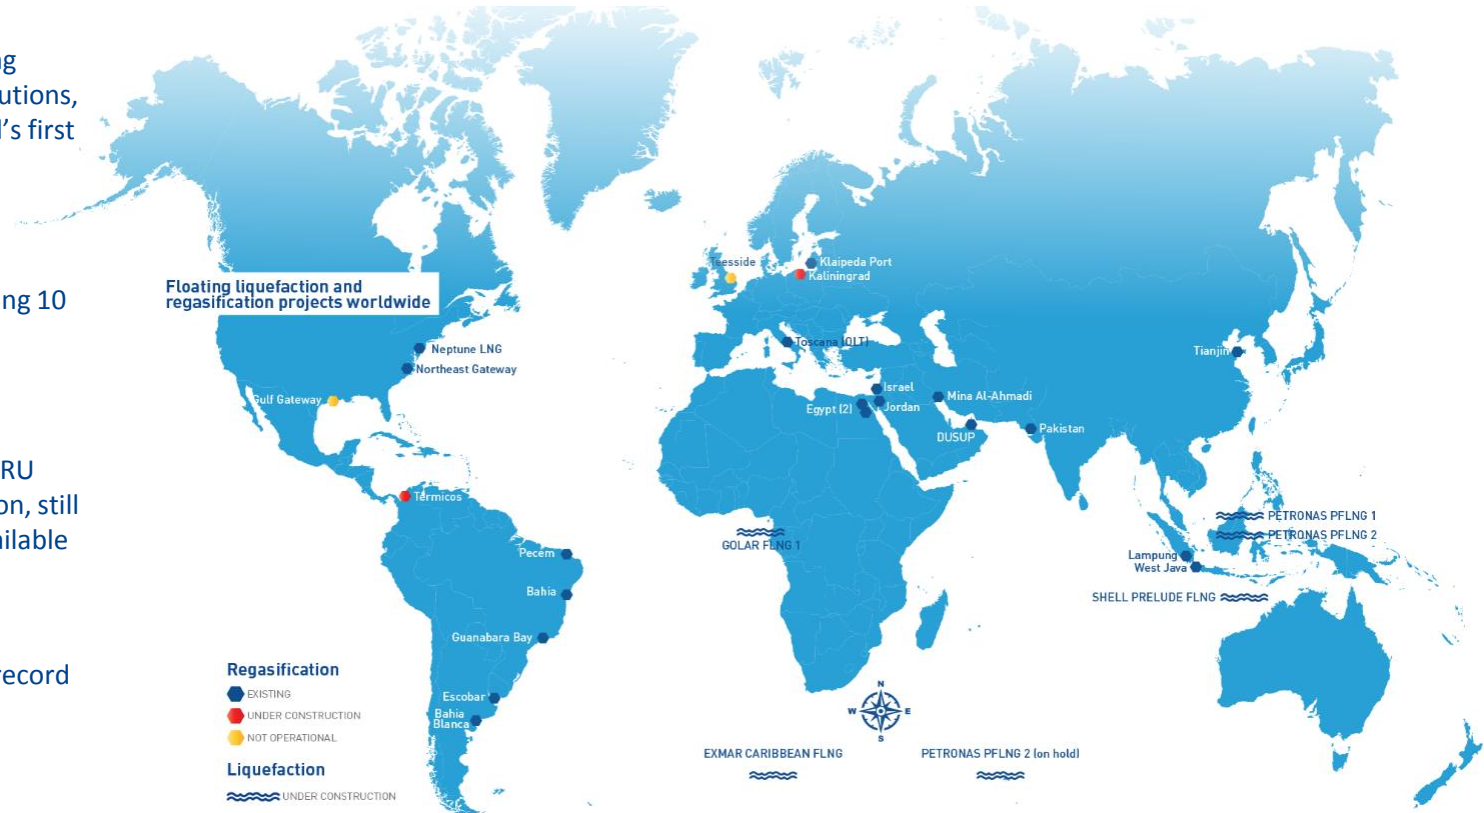 ng
utions,
l's first
ng 10
RU
on, still
ailable
record
Floating liquefaction and
regasification projects worldwide
Teesside
Klaipeda Port
Kaliningrad
Toscana (OLT)
Neptune LNG
Northeast Gateway
Gulf Gateway
Israel
Jordan
Egypt (2)
Mina Al-Ahmadi
DUSUP
Pakistan
Tianjin
Termicos
GOLAR FLNG 1
PETRONAS PFLNG 1
PETRONAS PFLNG 2
Lampung
West Java
SHELL PRELUDE FLNG
Pecem
Bahia
Guanabara Bay
Escobar
Bahia
Blanca
N
W
E
S
Regasification
EXISTING
UNDER CONSTRUCTION
NOT OPERATIONAL
Liquefaction
UNDER CONSTRUCTION
EXMAR CARIBBEAN FLNG
PETRONAS PFLNG 2 (on hold)